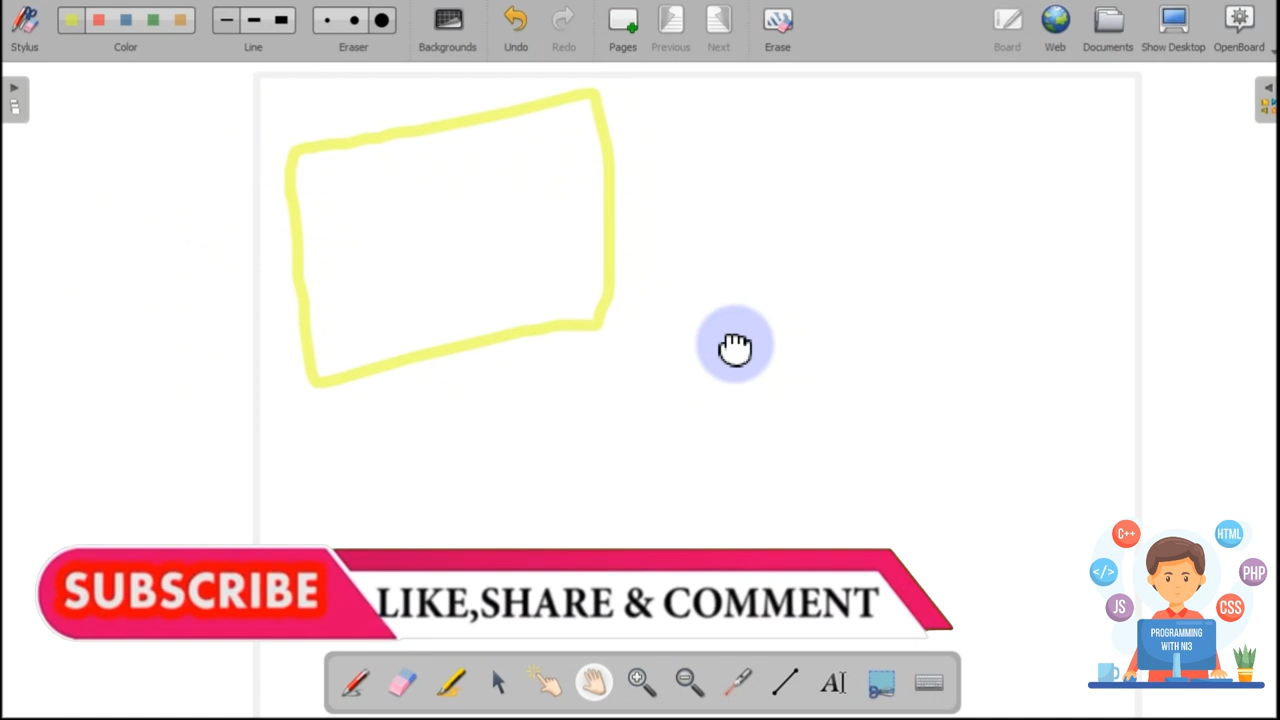 Stylus
Color
Line
Eraser
Backgrounds
Undo
Redo
Pages
Previous
Next
Erase
Board
Web
Documents
Show Desktop
OpenBoard
SUBSCRIBE
LIKE,SHARE & COMMENT
C++
HTML
</>
PHP
JS
CSS
PROGRAMMING
WITH NI3
AI